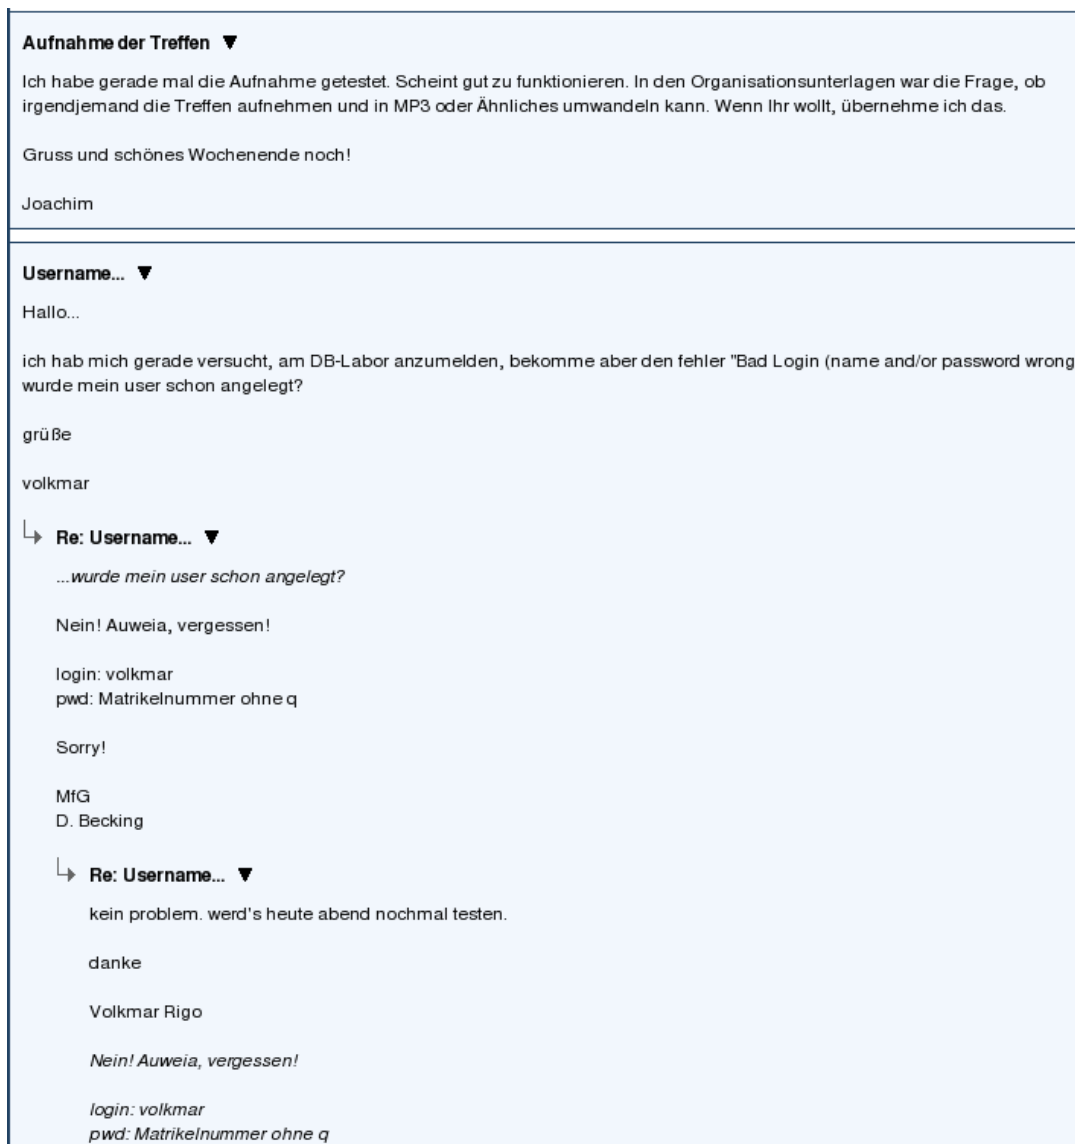 Aufnahme der Treffen ▼
Ich habe gerade mal die Aufnahme getestet. Scheint gut zu funktionieren. In den Organisationsunterlagen war die Frage, ob
irgendjemand die Treffen aufnehmen und in MP3 oder Ähnliches umwandeln kann. Wenn Ihr wollt, übernehme ich das.
Gruss und schönes Wochenende noch!
Joachim
Username... ▼
Hallo...
ich hab mich gerade versucht, am DB-Labor anzumelden, bekomme aber den fehler "Bad Login (name and/or password wrong
wurde mein user schon angelegt?
grüße
volkmar
Re: Username... ▼
...wurde mein user schon angelegt?
Nein! Auweia, vergessen!
login: volkmar
pwd: Matrikelnummer ohne q
Sorry!
MfG
D. Becking
Re: Username... ▼
kein problem. werd's heute abend nochmal testen.
danke
Volkmar Rigo
Nein! Auweia, vergessen!
login: volkmar
pwd: Matrikelnummer ohne q